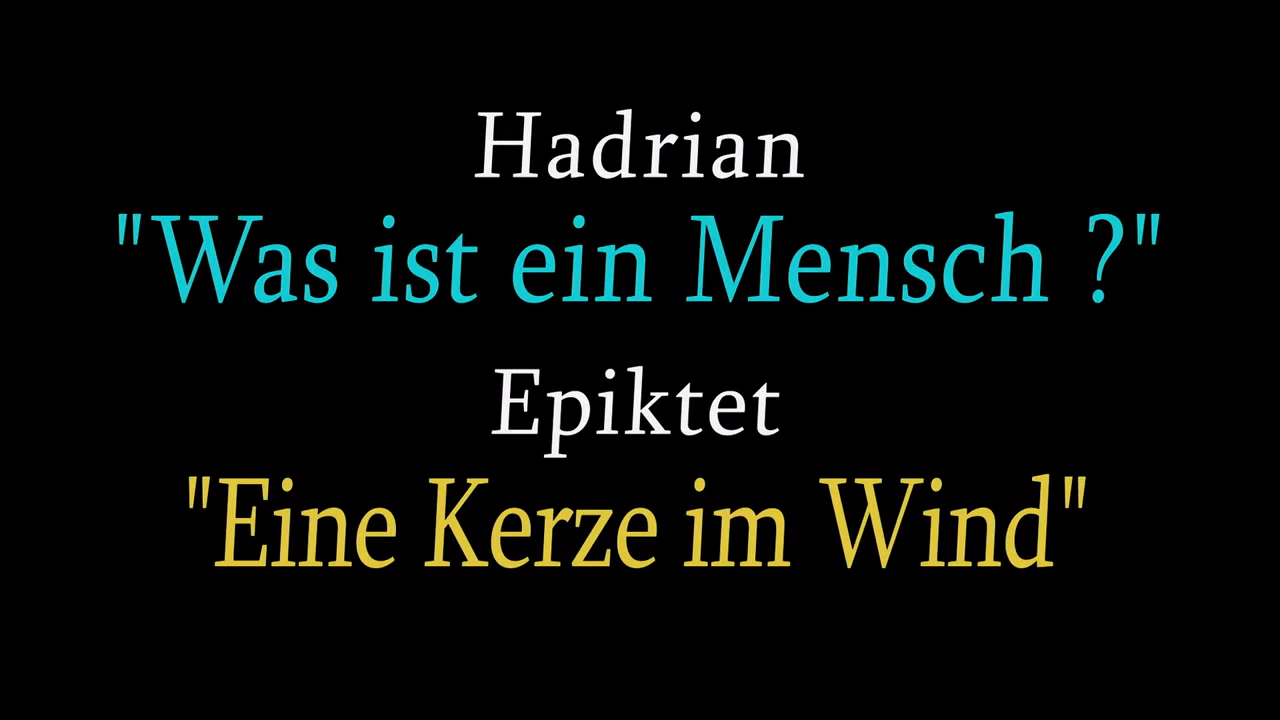 Hadrian
"Was ist ein Mensch ?"
Epiktet
"Eine Kerze im Wind"